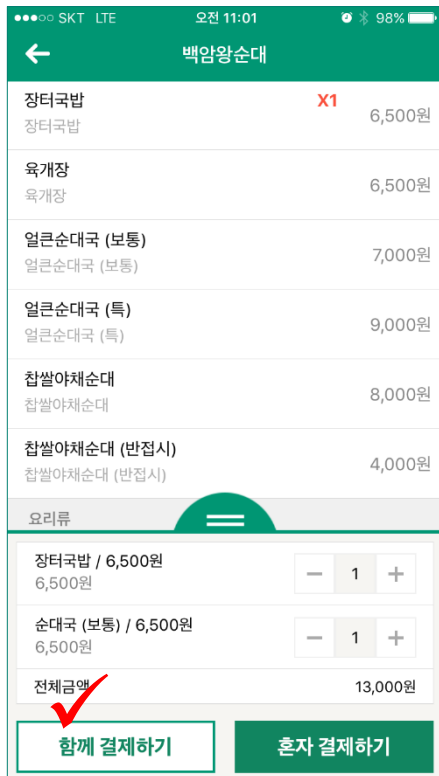 SKT LTE 오전 11:01 98%
백암왕순대
장터국밥 X1 6,500원
장터국밥
육개장 6,500원
육개장
얼큰순대국 (보통) 7,000원
얼큰순대국 (보통)
얼큰순대국 (특) 9,000원
얼큰순대국 (특)
찹쌀야채순대 8,000원
찹쌀야채순대
찹쌀야채순대 (반접시) 4,000원
찹쌀야채순대 (반접시)
요리류
장터국밥 / 6,500원 − 1 +
6,500원
순대국 (보통) / 6,500원 − 1 +
6,500원
전체금액 13,000원
함께 결제하기 혼자 결제하기